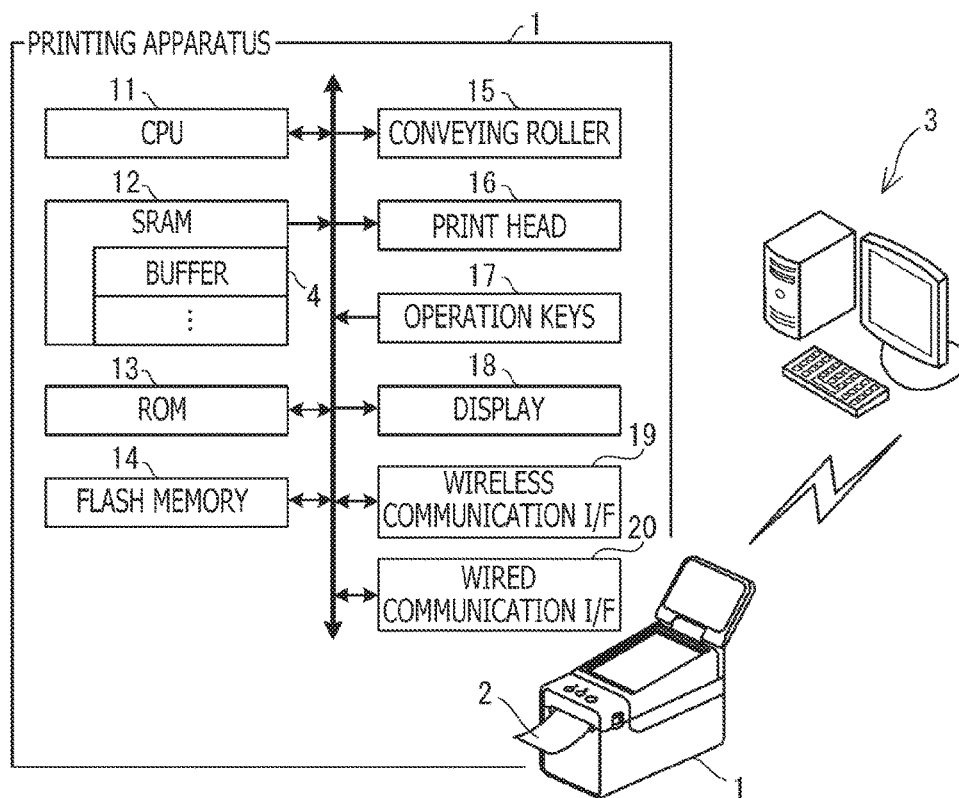 PRINTING APPARATUS
1
11
CPU
12
SRAM
BUFFER
⋮
4
13
ROM
14
FLASH MEMORY
15
CONVEYING ROLLER
16
PRINT HEAD
17
OPERATION KEYS
18
DISPLAY
19
WIRELESS
COMMUNICATION I/F
20
WIRED
COMMUNICATION I/F
3
2
1